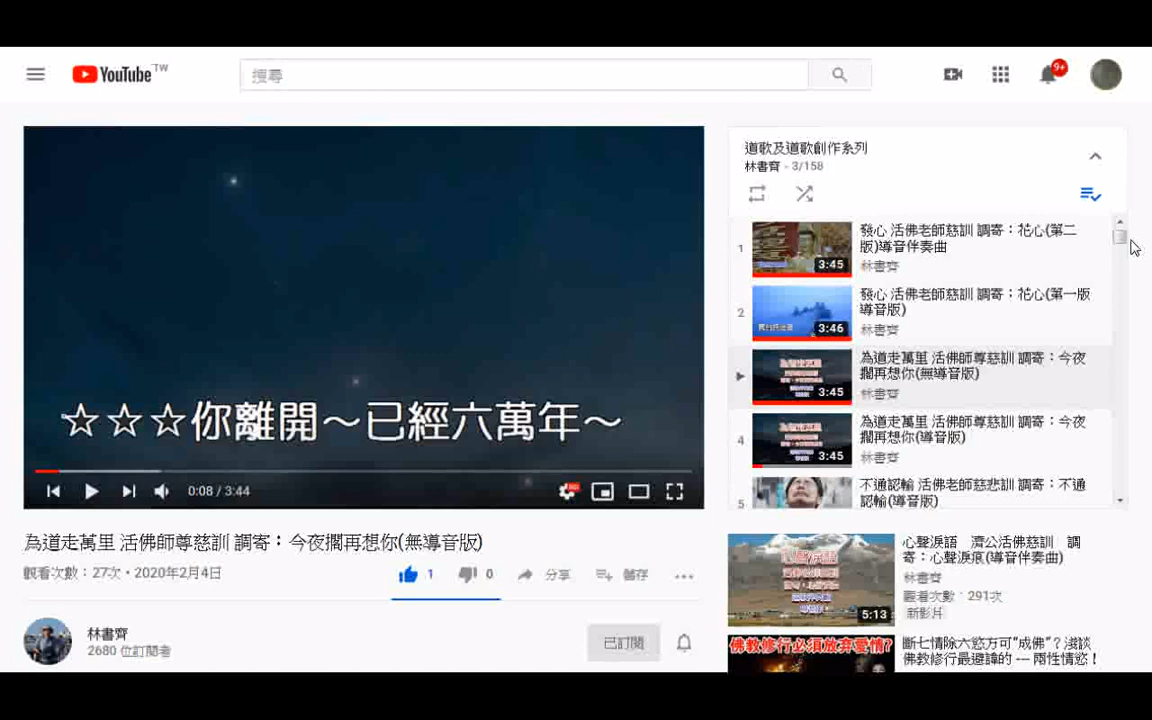 YouTube TW
搜尋
9+
☆☆☆你離開～已經六萬年～
0:08 / 3:44
為道走萬里 活佛師尊慈訓 調寄：今夜擱再想你(無導音版)
觀看次數：27次・2020年2月4日
1
0
分享
儲存
林書齊
2680 位訂閱者
已訂閱
道歌及道歌創作系列
林書齊 - 3/158
1
3:45
發心 活佛老師慈訓 調寄：花心(第二
版)導音伴奏曲
林書齊
2
3:46
發心 活佛老師慈訓 調寄：花心(第一版
導音版)
林書齊
3:45
為道走萬里 活佛師尊慈訓 調寄：今夜
擱再想你(無導音版)
林書齊
4
3:45
為道走萬里 活佛師尊慈訓 調寄：今夜
擱再想你(導音版)
林書齊
5
不通認輸 活佛老師慈悲訓 調寄：不通
認輸(導音版)
心聲淚語
5:13
心聲淚語 濟公活佛慈訓 調
寄：心聲淚痕(導音伴奏曲)
林書齊
觀看次數：291次
新影片
佛教修行必須放弃爱情?
斷七情除六慾方可"成佛"？淺談
佛教修行最避諱的 --- 兩性情慾！